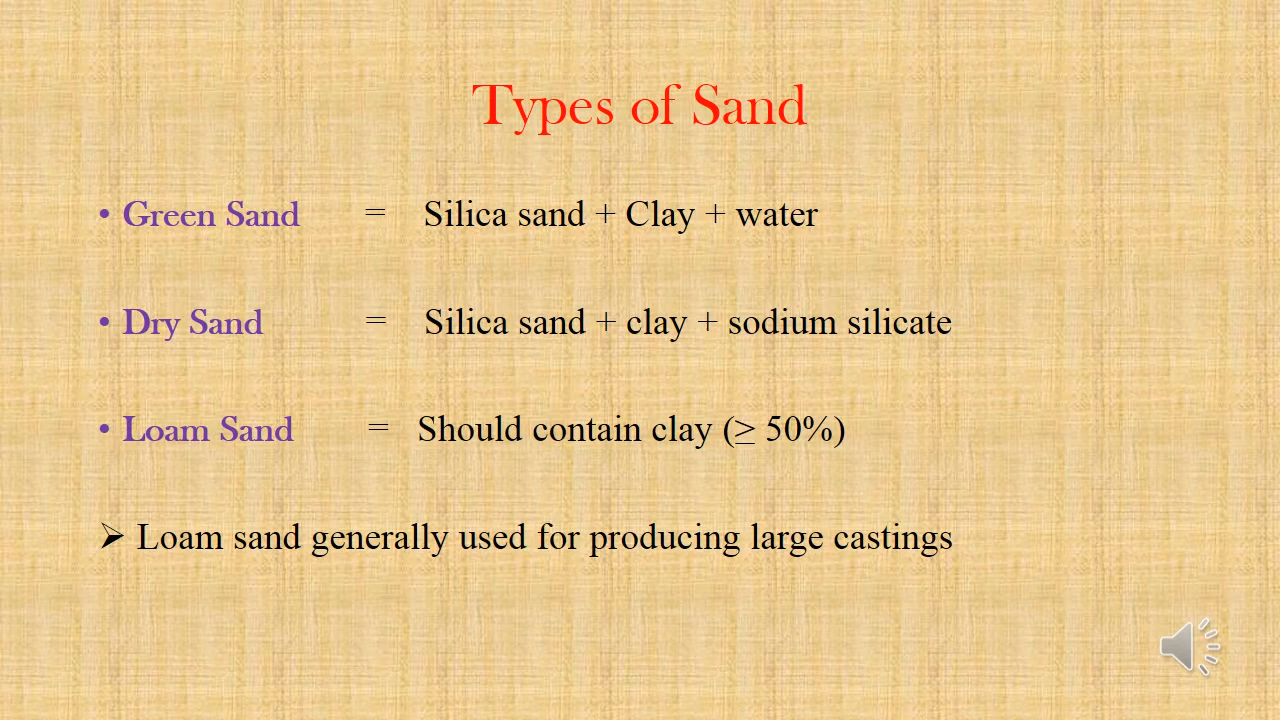 Types of Sand
• Green Sand = Silica sand + Clay + water
• Dry Sand = Silica sand + clay + sodium silicate
• Loam Sand = Should contain clay (≥ 50%)
➢ Loam sand generally used for producing large castings